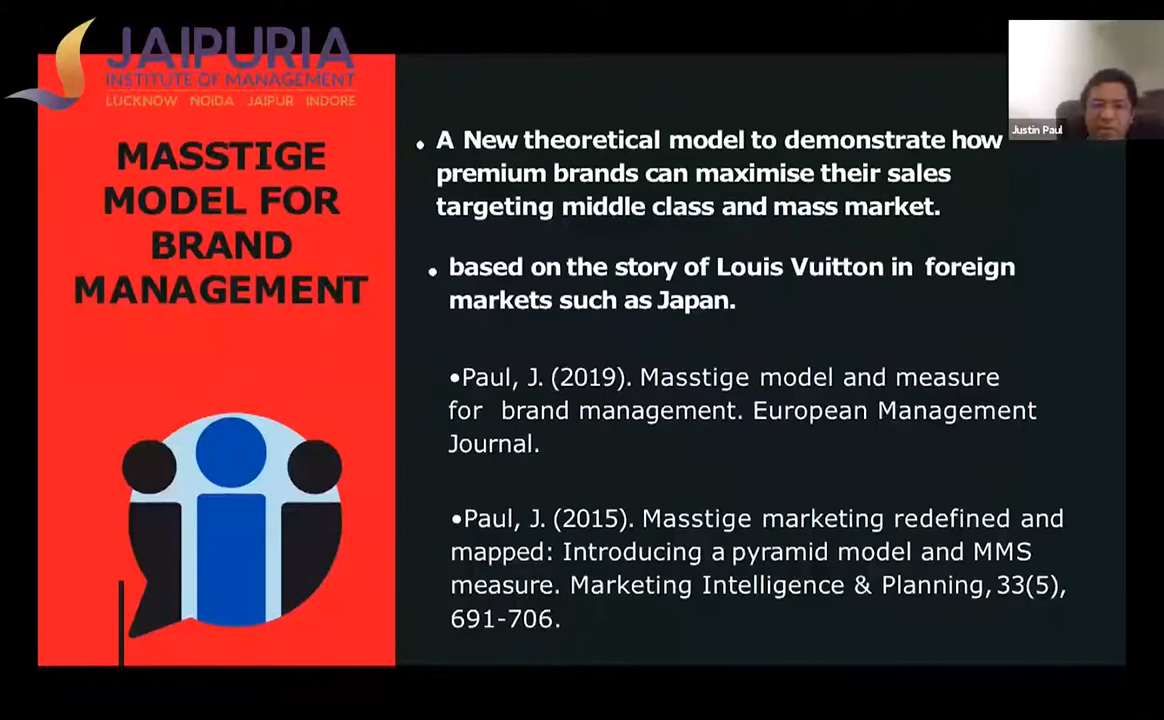 JAIPURIA
INSTITUTE OF MANAGEMENT
LUCKNOW NOIDA JAIPUR INDORE
MASSTIGE
MODEL FOR
BRAND
MANAGEMENT
• A New theoretical model to demonstrate how
premium brands can maximise their sales
targeting middle class and mass market.
• based on the story of Louis Vuitton in foreign
markets such as Japan.
•Paul, J. (2019). Masstige model and measure
for brand management. European Management
Journal.
•Paul, J. (2015). Masstige marketing redefined and
mapped: Introducing a pyramid model and MMS
measure. Marketing Intelligence & Planning, 33(5),
691-706.
Justin Paul